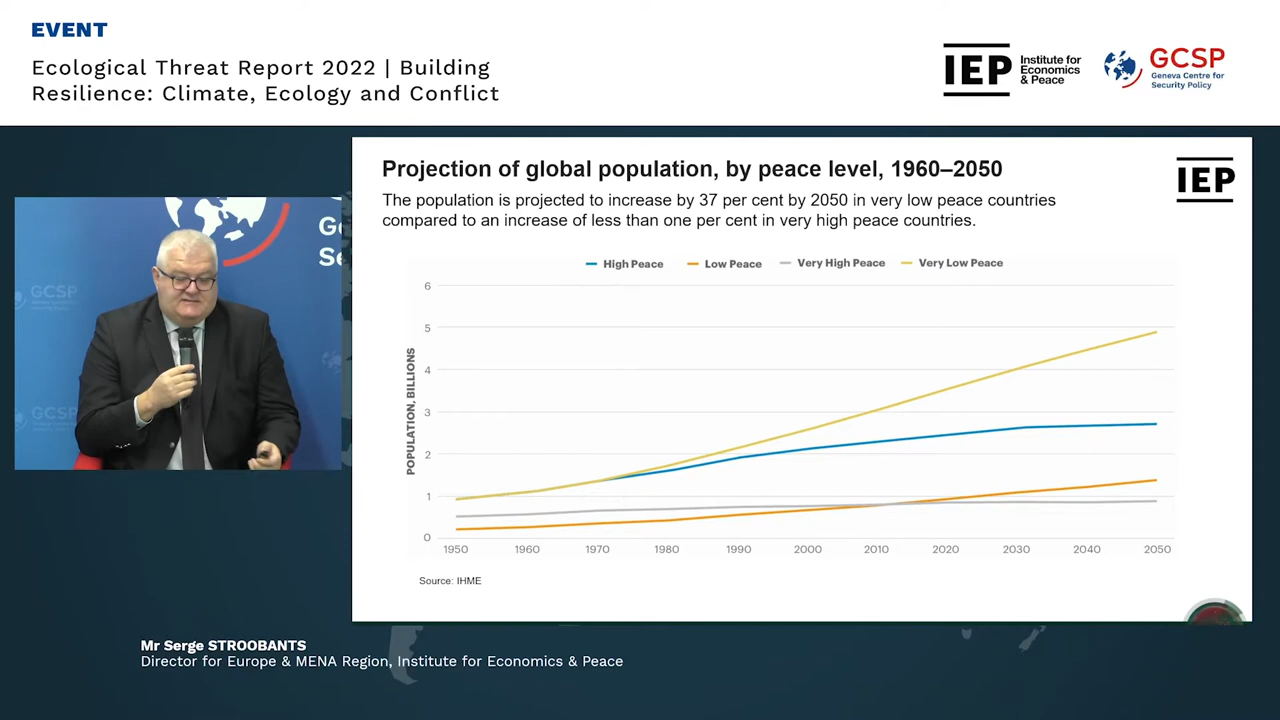 EVENT
Ecological Threat Report 2022 | Building
Resilience: Climate, Ecology and Conflict
IEP
Institute for
Economics
& Peace
GCSP
Geneva Centre for
Security Policy
Projection of global population, by peace level, 1960–2050
IEP
The population is projected to increase by 37 per cent by 2050 in very low peace countries
compared to an increase of less than one per cent in very high peace countries.
High Peace Low Peace Very High Peace Very Low Peace
POPULATION, BILLIONS
6
5
4
3
2
1
0
1950 1960 1970 1980 1990 2000 2010 2020 2030 2040 2050
Source: IHME
Ge
Se
GCSP
GCSP
Mr Serge STROOBANTS
Director for Europe & MENA Region, Institute for Economics & Peace